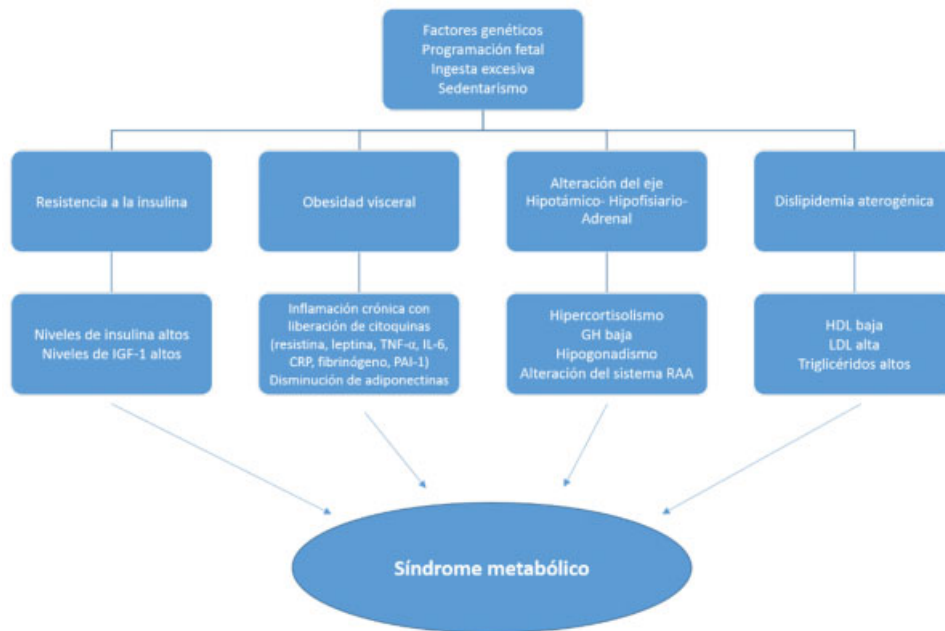 Factores genéticos
Programación fetal
Ingesta excesiva
Sedentarismo
Resistencia a la insulina
Obesidad visceral
Alteración del eje
Hipotámico- Hipofisiario-
Adrenal
Dislipidemia aterogénica
Niveles de insulina altos
Niveles de IGF-1 altos
Inflamación crónica con
liberación de citoquinas
(resistina, leptina, TNF-α, IL-6,
CRP, fibrinógeno, PAI-1)
Disminución de adiponectinas
Hipercortisolismo
GH baja
Hipogonadismo
Alteración del sistema RAA
HDL baja
LDL alta
Triglicéridos altos
Síndrome metabólico